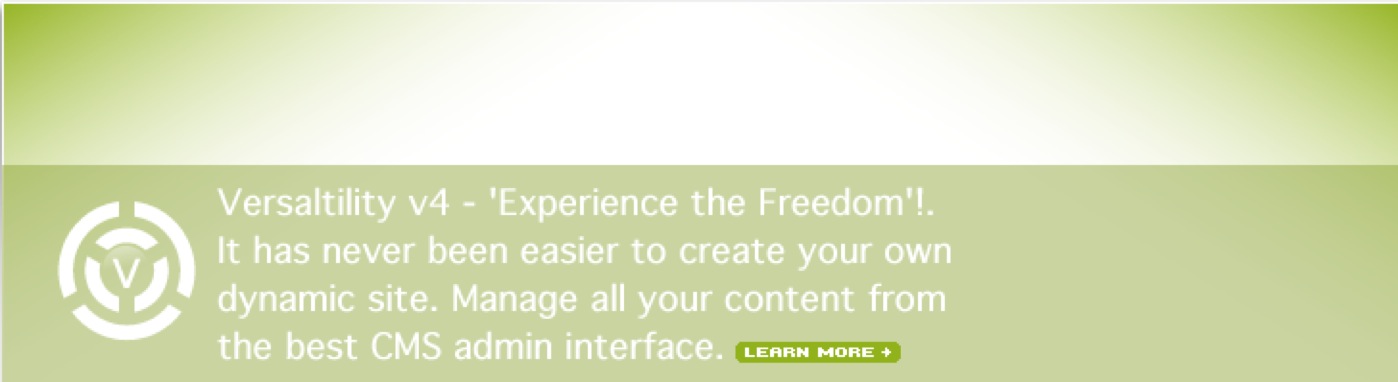 Versaltility v4 - 'Experience the Freedom'!.
It has never been easier to create your own
dynamic site. Manage all your content from
the best CMS admin interface. LEARN MORE +
V